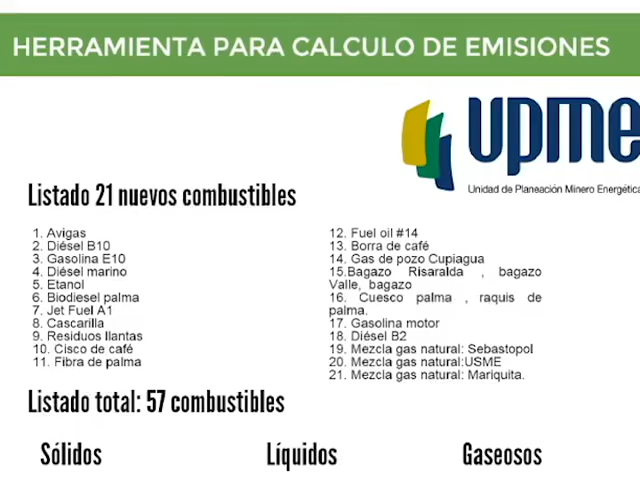 HERRAMIENTA PARA CALCULO DE EMISIONES
upme
Unidad de Planeación Minero Energética
Listado 21 nuevos combustibles
1. Avigas
2. Diésel B10
3. Gasolina E10
4. Diésel marino
5. Etanol
6. Biodiesel palma
7. Jet Fuel A1
8. Cascarilla
9. Residuos llantas
10. Cisco de café
11. Fibra de palma
12. Fuel oil #14
13. Borra de café
14. Gas de pozo Cupiagua
15.Bagazo Risaralda , bagazo
Valle, bagazo
16. Cuesco palma , raquis de
palma.
17. Gasolina motor
18. Diésel B2
19. Mezcla gas natural: Sebastopol
20. Mezcla gas natural:USME
21. Mezcla gas natural: Mariquita.
Listado total: 57 combustibles
Sólidos
Líquidos
Gaseosos